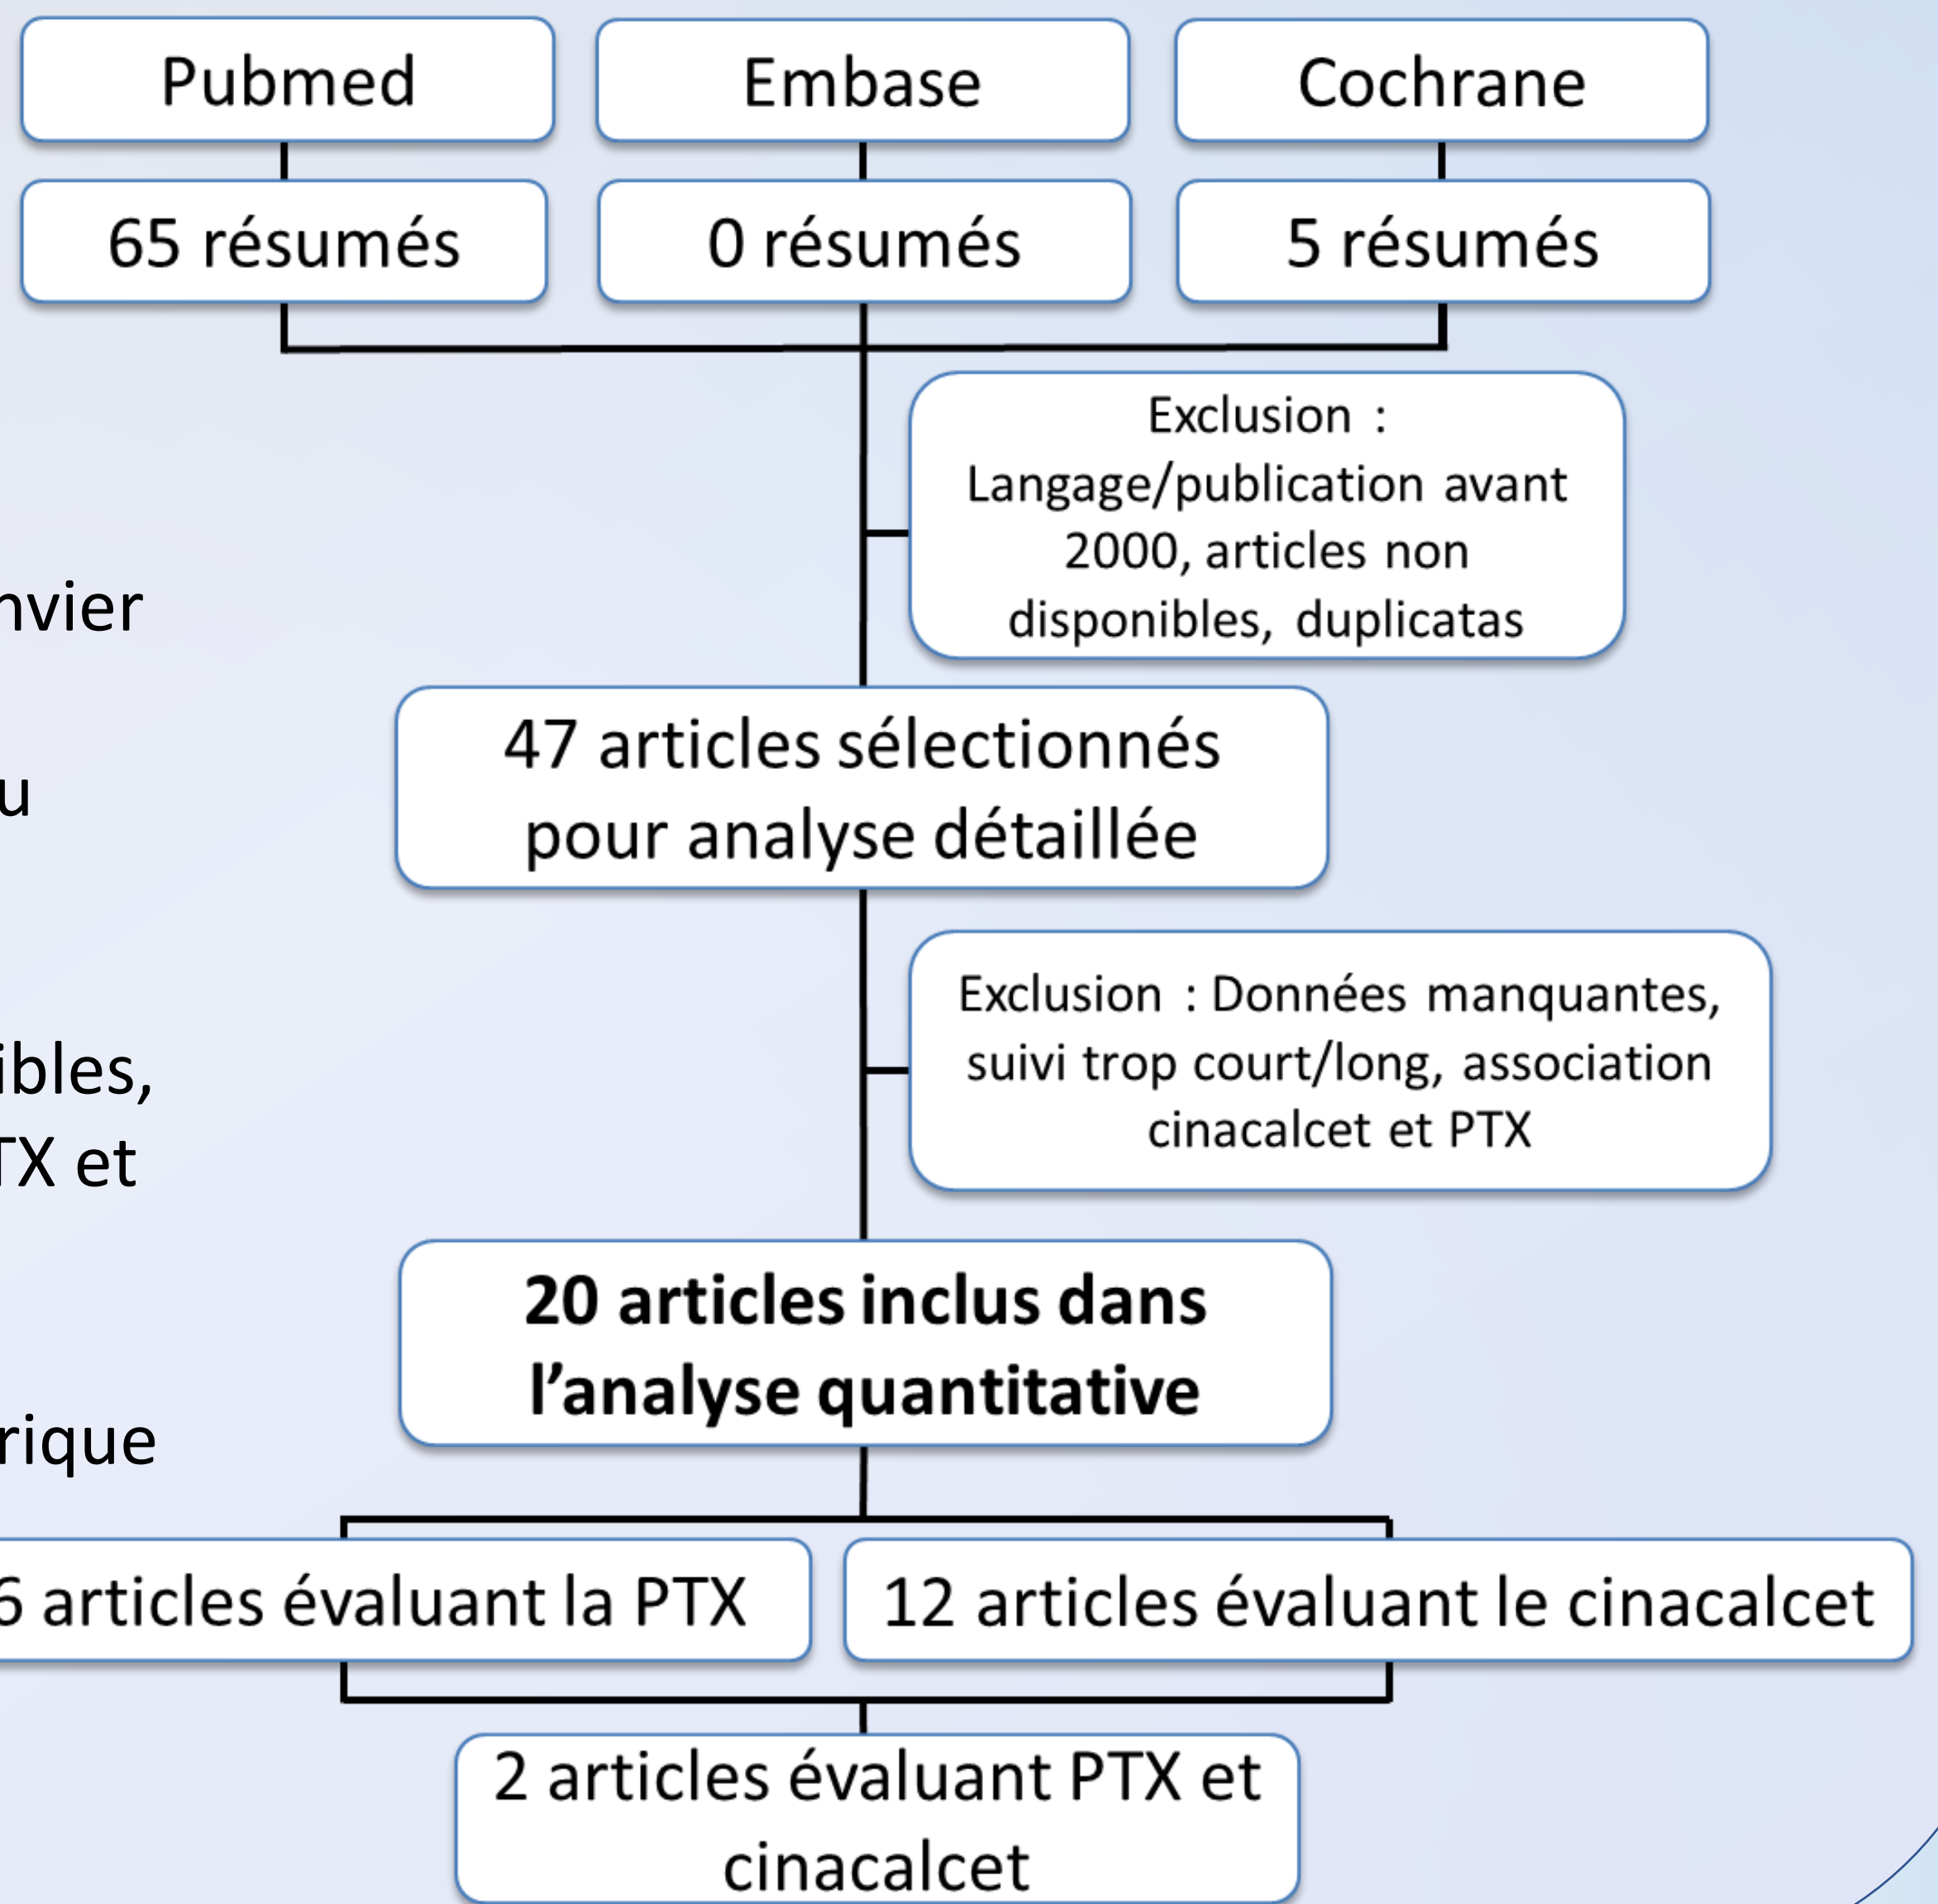 Pubmed
Embase
Cochrane
65 résumés
0 résumés
5 résumés
Exclusion :
Langage/publication avant
2000, articles non
disponibles, duplicatas
nvier
47 articles sélectionnés
pour analyse détaillée
u
Exclusion : Données manquantes,
suivi trop court/long, association
cinacalcet et PTX
ibles,
TX et
20 articles inclus dans
l’analyse quantitative
rique
6 articles évaluant la PTX
12 articles évaluant le cinacalcet
2 articles évaluant PTX et
cinacalcet